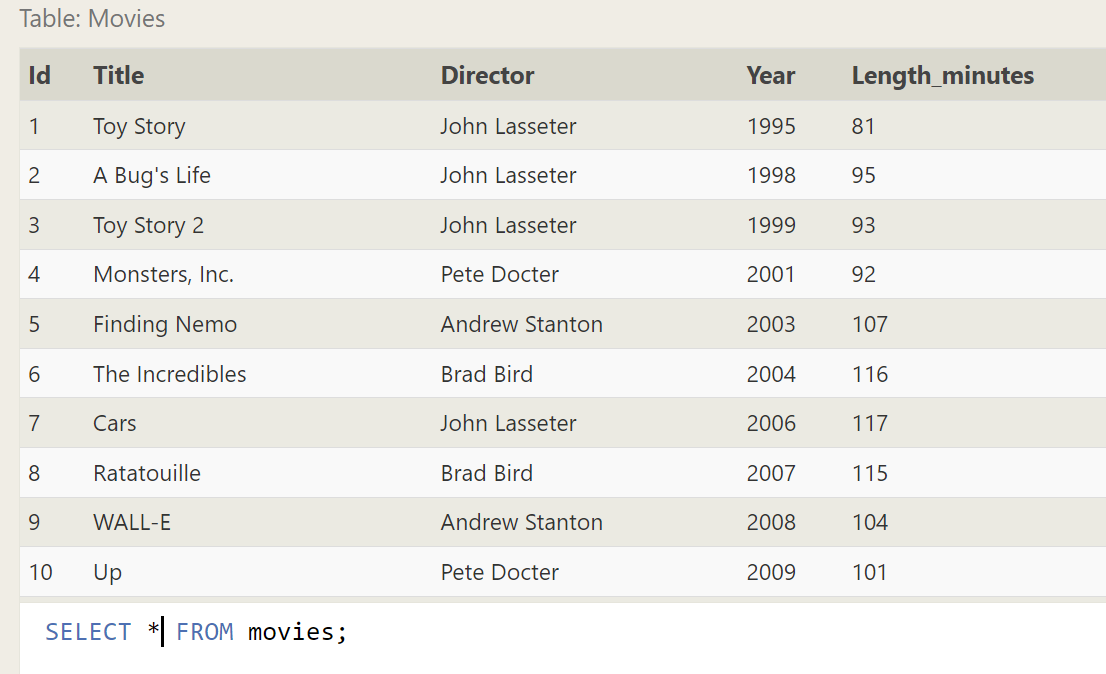 Table: Movies
Id Title Director Year Length_minutes
1 Toy Story John Lasseter 1995 81
2 A Bug's Life John Lasseter 1998 95
3 Toy Story 2 John Lasseter 1999 93
4 Monsters, Inc. Pete Docter 2001 92
5 Finding Nemo Andrew Stanton 2003 107
6 The Incredibles Brad Bird 2004 116
7 Cars John Lasseter 2006 117
8 Ratatouille Brad Bird 2007 115
9 WALL-E Andrew Stanton 2008 104
10 Up Pete Docter 2009 101
SELECT * FROM movies;